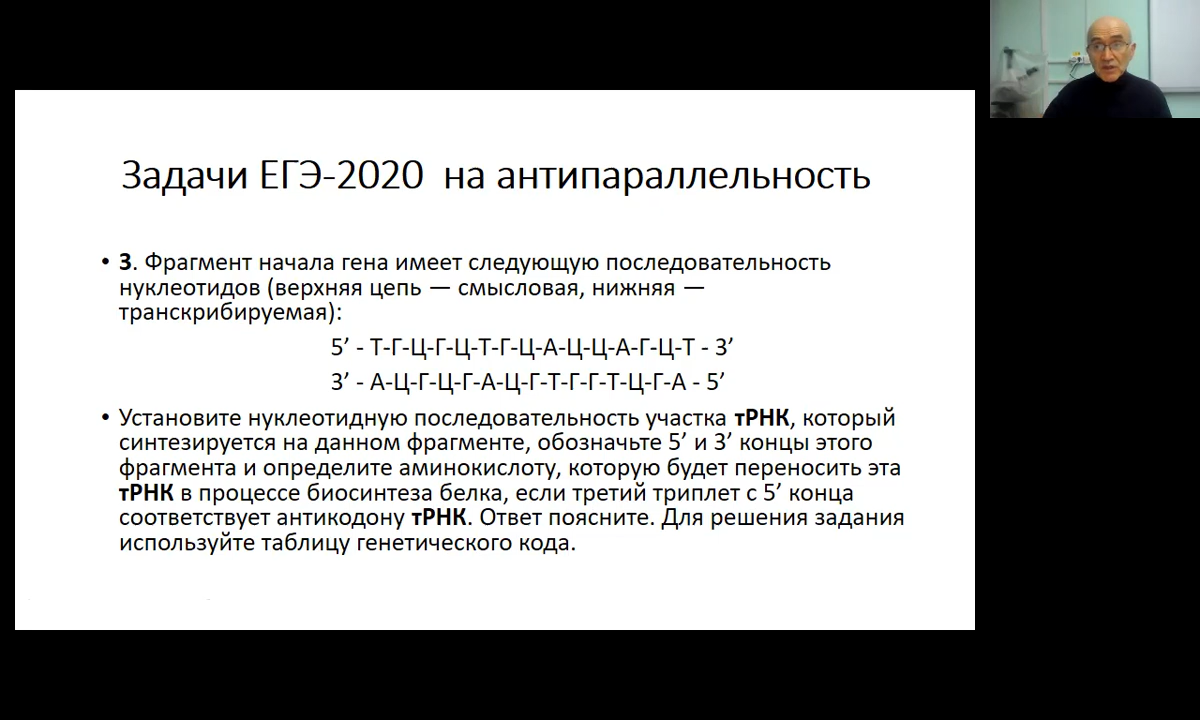 Задачи ЕГЭ-2020  на антипараллельность
• 3. Фрагмент начала гена имеет следующую последовательность
нуклеотидов (верхняя цепь — смысловая, нижняя —
транскрибируемая):
5’ - Т-Г-Ц-Г-Ц-Т-Г-Ц-А-Ц-Ц-А-Г-Ц-Т - 3’
3’ - А-Ц-Г-Ц-Г-А-Ц-Г-Т-Г-Г-Т-Ц-Г-А - 5’
• Установите нуклеотидную последовательность участка тРНК, который
синтезируется на данном фрагменте, обозначьте 5’ и 3’ концы этого
фрагмента и определите аминокислоту, которую будет переносить эта
тРНК в процессе биосинтеза белка, если третий триплет с 5’ конца
соответствует антикодону тРНК. Ответ поясните. Для решения задания
используйте таблицу генетического кода.